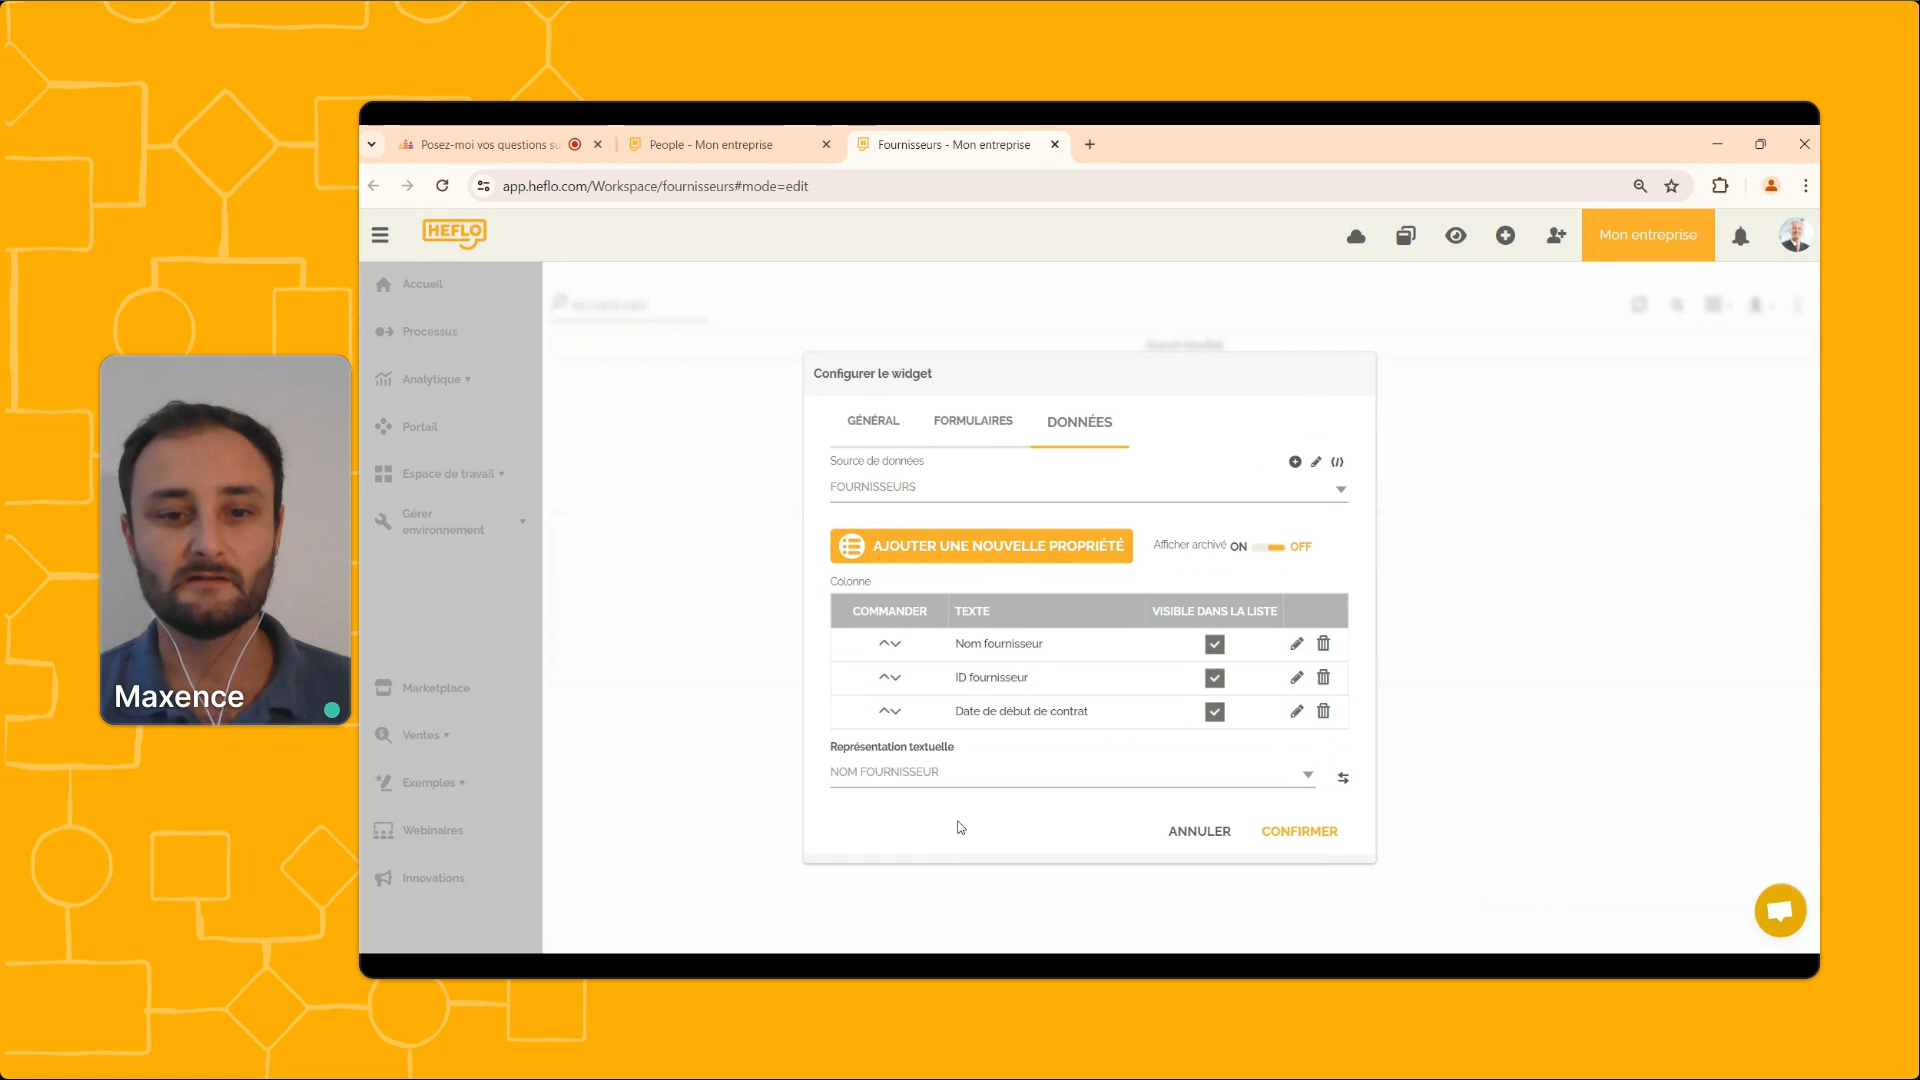 Posez-moi vos questions su
People - Mon entreprise
Fournisseurs - Mon entreprise
app.heflo.com/Workspace/fournisseurs#mode=edit
HEFLO
Mon entreprise
Accueil
Processus
Analytique
Portail
Espace de travail
Gérer
environnement
Marketplace
Ventes
Exemples
Webinaires
Innovations
Aucun résultat
Configurer le widget
GÉNÉRAL
FORMULAIRES
DONNÉES
Source de données
FOURNISSEURS
AJOUTER UNE NOUVELLE PROPRIÉTÉ
Afficher archivé ON OFF
Colonne
COMMANDER TEXTE VISIBLE DANS LA LISTE
Nom fournisseur
ID fournisseur
Date de début de contrat
Représentation textuelle
NOM FOURNISSEUR
ANNULER CONFIRMER
Maxence